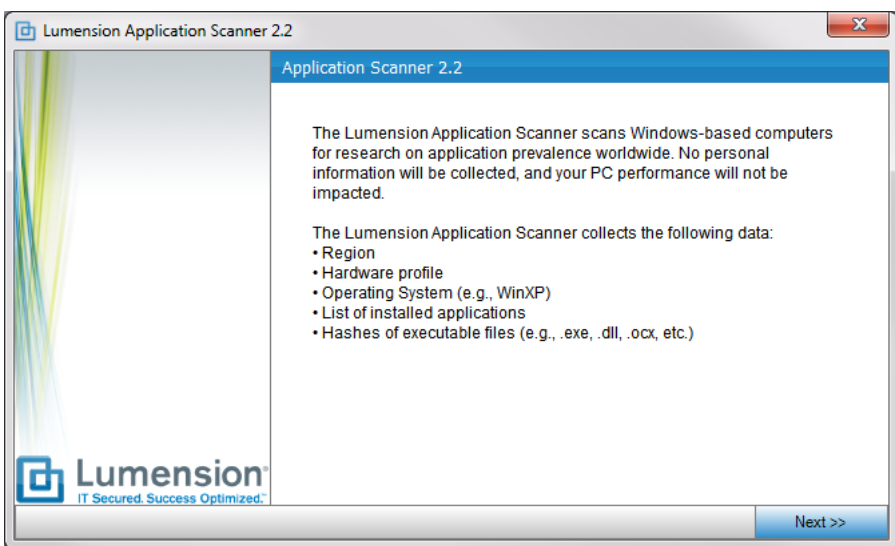 Lumension Application Scanner 2.2
Application Scanner 2.2
The Lumension Application Scanner scans Windows-based computers
for research on application prevalence worldwide. No personal
information will be collected, and your PC performance will not be
impacted.
The Lumension Application Scanner collects the following data:
• Region
• Hardware profile
• Operating System (e.g., WinXP)
• List of installed applications
• Hashes of executable files (e.g., .exe, .dll, .ocx, etc.)
Lumension®
IT Secured. Success Optimized.™
Next >>